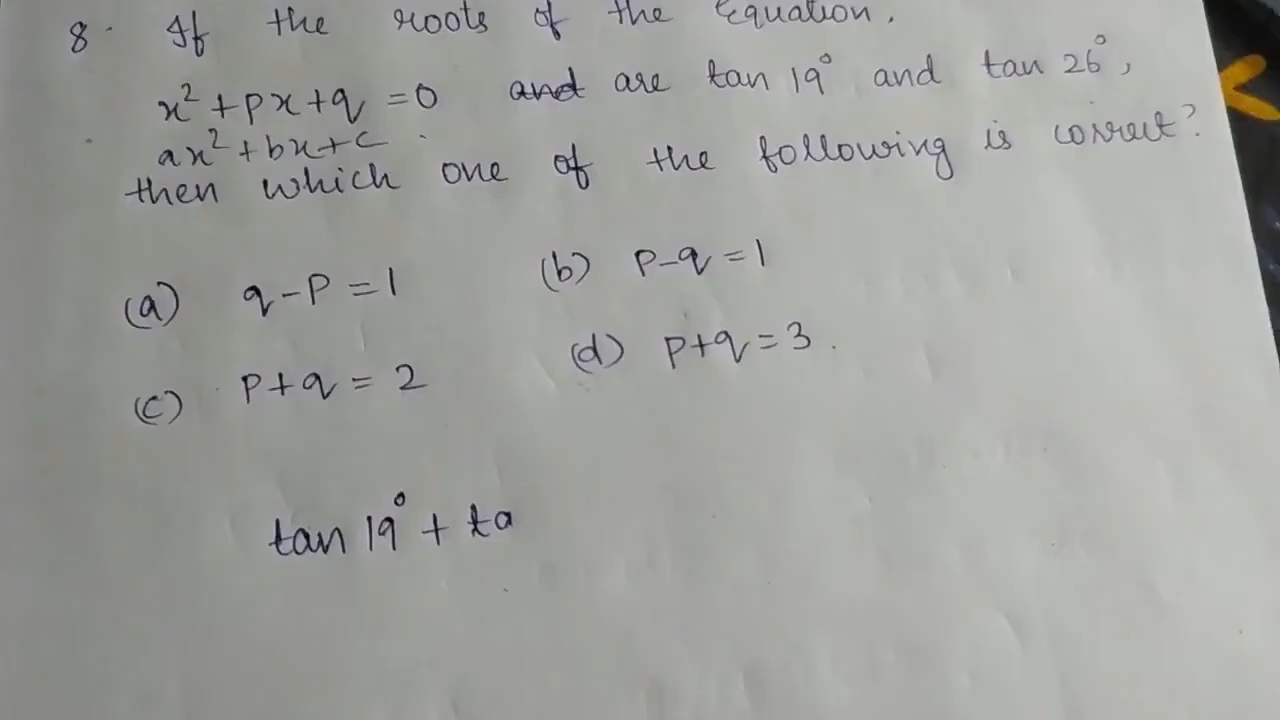 8. If the roots of the Equation.
x² + px + q = 0 and are tan 19° and tan 26°,
ax² + bx + c
then which one of the following is correct?
(a) q - p = 1 (b) p - q = 1
(c) p + q = 2 (d) p + q = 3.
tan 19° + ta